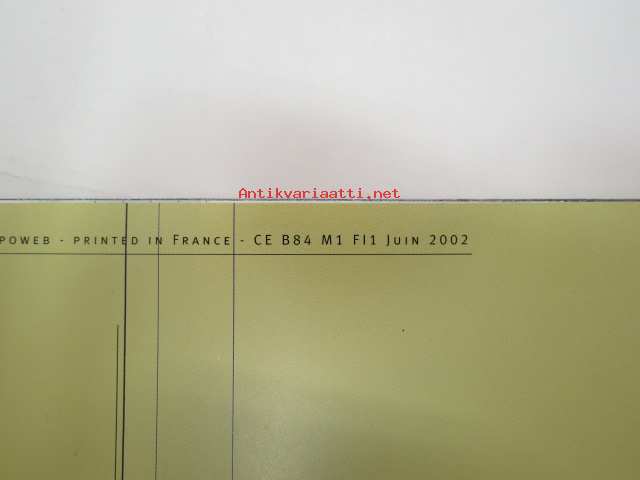 Antikvariaatti.net
POWEB - PRINTED IN FRANCE - CE B84 M1 FI1 JUIN 2002